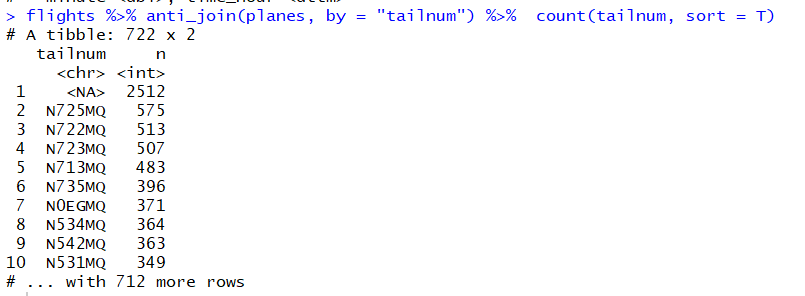 > flights %>% anti_join(planes, by = "tailnum") %>%  count(tailnum, sort = T)
# A tibble: 722 x 2
   tailnum     n
     <chr> <int>
 1    <NA>  2512
 2  N725MQ   575
 3  N722MQ   513
 4  N723MQ   507
 5  N713MQ   483
 6  N735MQ   396
 7  N0EGMQ   371
 8  N534MQ   364
 9  N542MQ   363
10  N531MQ   349
# ... with 712 more rows